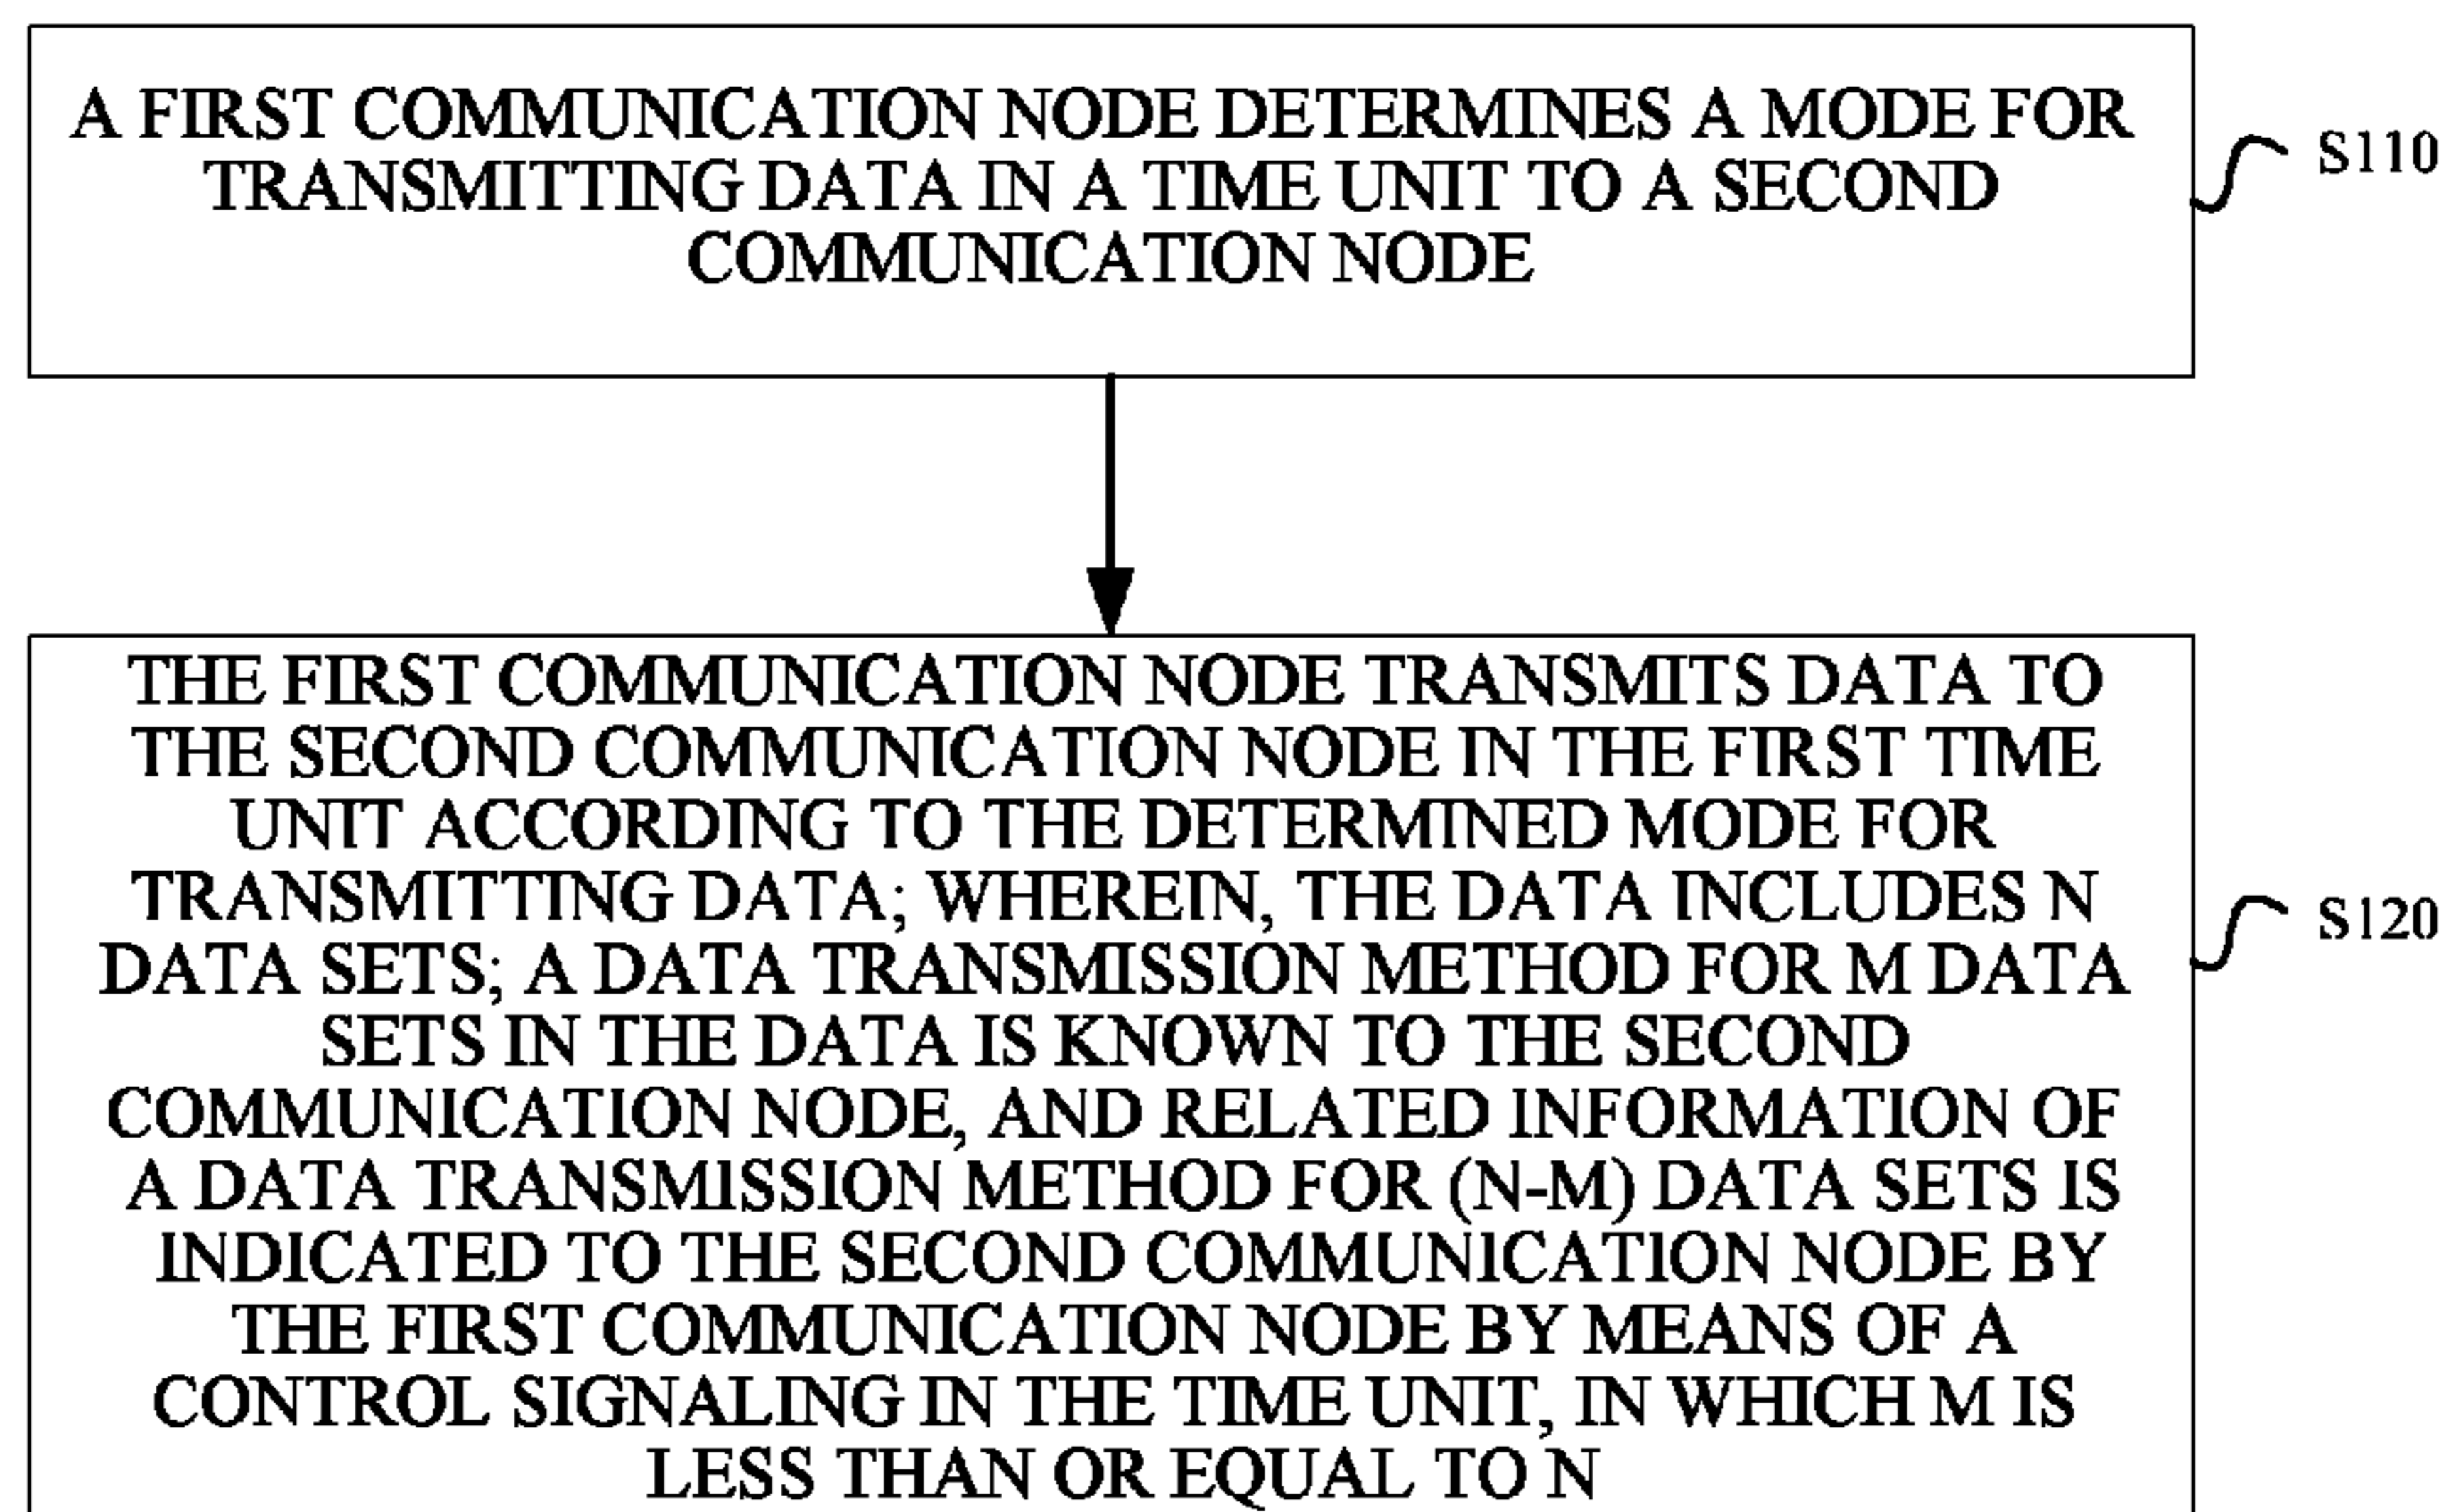 A FIRST COMMUNICATION NODE DETERMINES A MODE FOR
TRANSMITTING DATA IN A TIME UNIT TO A SECOND
COMMUNICATION NODE
S110
THE FIRST COMMUNICATION NODE TRANSMITS DATA TO
THE SECOND COMMUNICATION NODE IN THE FIRST TIME
UNIT ACCORDING TO THE DETERMINED MODE FOR
TRANSMITTING DATA; WHEREIN, THE DATA INCLUDES N
DATA SETS; A DATA TRANSMISSION METHOD FOR M DATA
SETS IN THE DATA IS KNOWN TO THE SECOND
COMMUNICATION NODE, AND RELATED INFORMATION OF
A DATA TRANSMISSION METHOD FOR (N-M) DATA SETS IS
INDICATED TO THE SECOND COMMUNICATION NODE BY
THE FIRST COMMUNICATION NODE BY MEANS OF A
CONTROL SIGNALING IN THE TIME UNIT, IN WHICH M IS
LESS THAN OR EQUAL TO N
S120